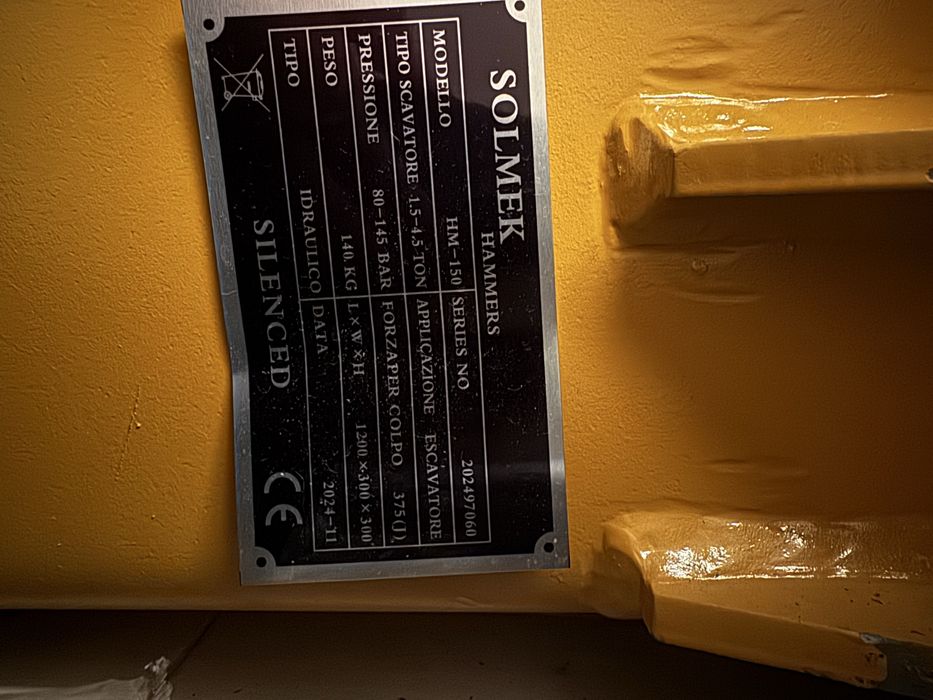 SOLMEK
HAMMERS
MODELLO HM-150 SERIES NO 202497060
TIPO SCAVATORE 1.5-4.5 TON APPLICAZIONE ESCAVATORE
PRESSIONE 80-145 BAR FORZAPER COLPO 375(J)
PESO 140 KG L×W×H 1200×300×300
TIPO IDRAULICO DATA 2024-11
SILENCED
CE